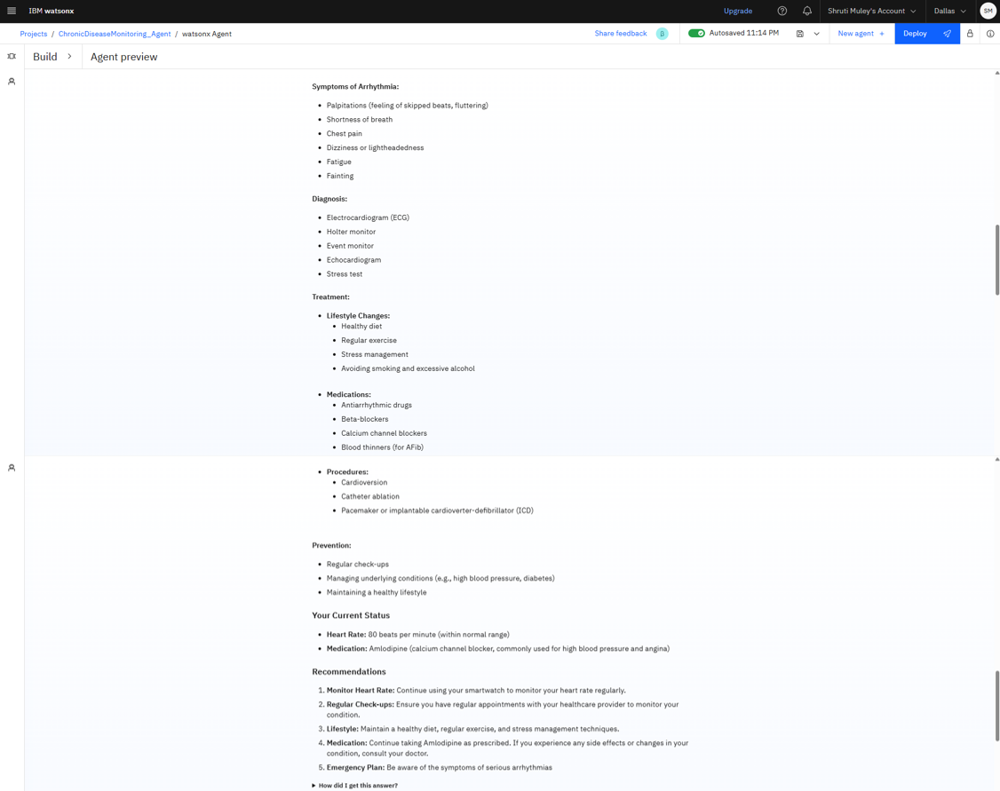 IBM watsonx
Upgrade
Shruti Muley's Account
Dallas
SM
Projects / ChronicDiseaseMonitoring_Agent / watsonx Agent
Share feedback
β
Autosaved 11:14 PM
New agent +
Deploy
Build
Agent preview
Symptoms of Arrhythmia:
• Palpitations (feeling of skipped beats, fluttering)
• Shortness of breath
• Chest pain
• Dizziness or lightheadedness
• Fatigue
• Fainting
Diagnosis:
• Electrocardiogram (ECG)
• Holter monitor
• Event monitor
• Echocardiogram
• Stress test
Treatment:
• Lifestyle Changes:
• Healthy diet
• Regular exercise
• Stress management
• Avoiding smoking and excessive alcohol
• Medications:
• Antiarrhythmic drugs
• Beta-blockers
• Calcium channel blockers
• Blood thinners (for AFib)
• Procedures:
• Cardioversion
• Catheter ablation
• Pacemaker or implantable cardioverter-defibrillator (ICD)
Prevention:
• Regular check-ups
• Managing underlying conditions (e.g., high blood pressure, diabetes)
• Maintaining a healthy lifestyle
Your Current Status
• Heart Rate: 80 beats per minute (within normal range)
• Medication: Amlodipine (calcium channel blocker, commonly used for high blood pressure and angina)
Recommendations
1. Monitor Heart Rate: Continue using your smartwatch to monitor your heart rate regularly.
2. Regular Check-ups: Ensure you have regular appointments with your healthcare provider to monitor your
condition.
3. Lifestyle: Maintain a healthy diet, regular exercise, and stress management techniques.
4. Medication: Continue taking Amlodipine as prescribed. If you experience any side effects or changes in your
condition, consult your doctor.
5. Emergency Plan: Be aware of the symptoms of serious arrhythmias
How did I get this answer?